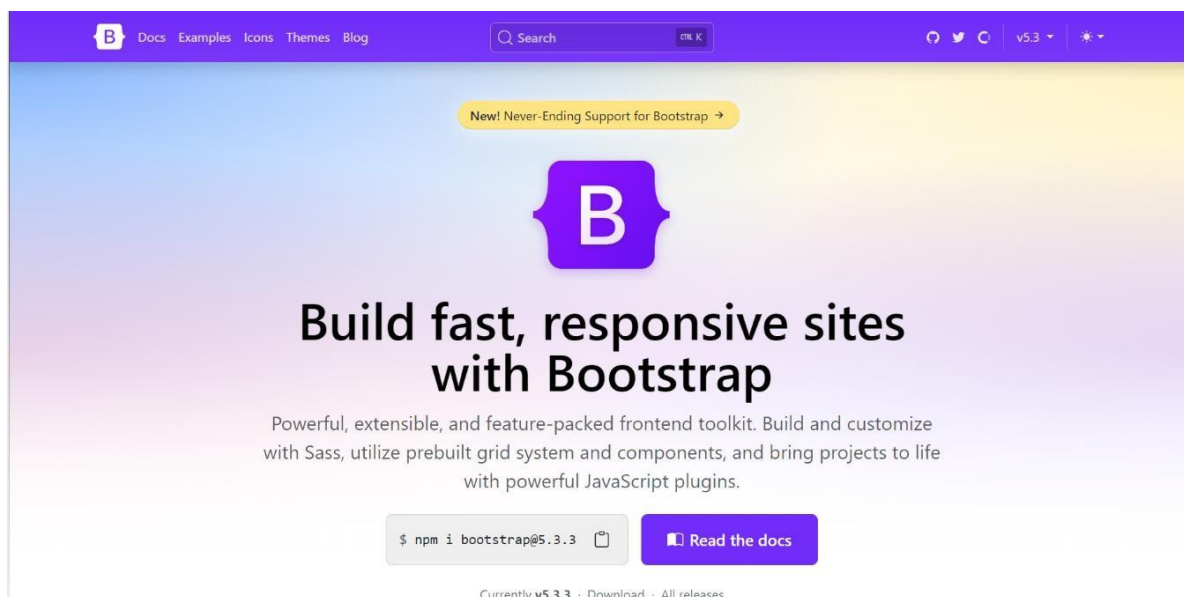 B Docs Examples Icons Themes Blog Search CTRL K v5.3
New! Never-Ending Support for Bootstrap →
B
Build fast, responsive sites
with Bootstrap
Powerful, extensible, and feature-packed frontend toolkit. Build and customize
with Sass, utilize prebuilt grid system and components, and bring projects to life
with powerful JavaScript plugins.
$ npm i bootstrap@5.3.3 Read the docs
Currently v5.3.3 · Download · All releases